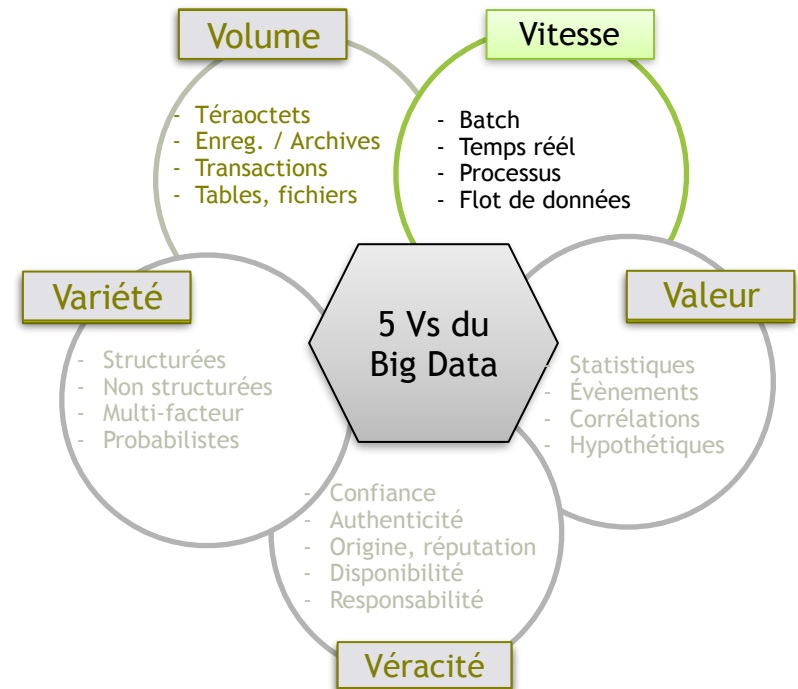 Volume
- Téraoctets
- Enreg. / Archives
- Transactions
- Tables, fichiers
Vitesse
- Batch
- Temps réél
- Processus
- Flot de données
Variété
- Structurées
- Non structurées
- Multi-facteur
- Probabilistes
5 Vs du
Big Data
Valeur
- Statistiques
- Évènements
- Corrélations
- Hypothétiques
- Confiance
- Authenticité
- Origine, réputation
- Disponibilité
- Responsabilité
Véracité